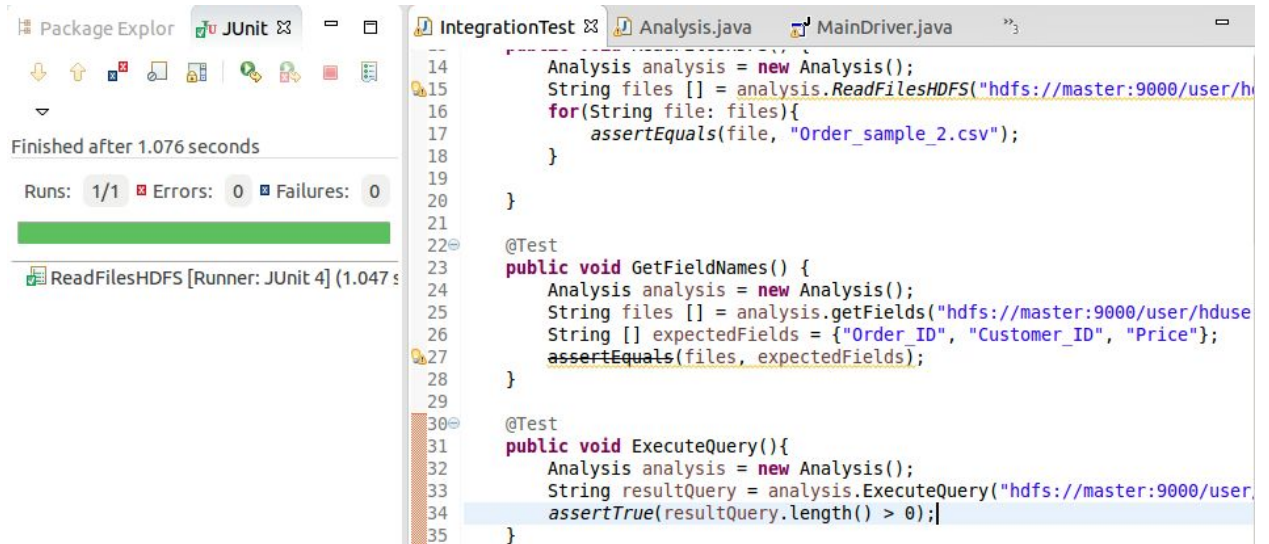 Package Explor JUnit
Finished after 1.076 seconds
Runs: 1/1 Errors: 0 Failures: 0
ReadFilesHDFS [Runner: JUnit 4] (1.047 s
IntegrationTest Analysis.java MainDriver.java »3
14 Analysis analysis = new Analysis();
15 String files [] = analysis.ReadFilesHDFS("hdfs://master:9000/user/h
16 for(String file: files){
17 assertEquals(file, "Order_sample_2.csv");
18 }
19
20 }
21
22 @Test
23 public void GetFieldNames() {
24 Analysis analysis = new Analysis();
25 String files [] = analysis.getFields("hdfs://master:9000/user/hduse
26 String [] expectedFields = {"Order_ID", "Customer_ID", "Price"};
27 assertEquals(files, expectedFields);
28 }
29
30 @Test
31 public void ExecuteQuery(){
32 Analysis analysis = new Analysis();
33 String resultQuery = analysis.ExecuteQuery("hdfs://master:9000/user
34 assertTrue(resultQuery.length() > 0);
35 }